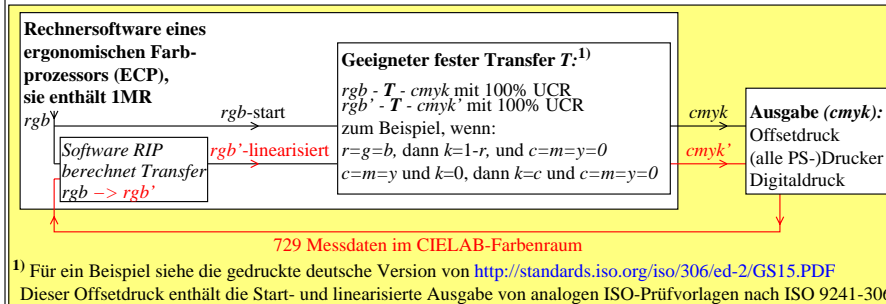 Rechnersoftware eines
ergonomischen Farb-
prozessors (ECP),
sie enthält 1MR
rgb
rgb-start
Software RIP
berechnet Transfer
rgb –> rgb’
rgb’-linearisiert
Geeigneter fester Transfer T:1)
rgb - T - cmyk mit 100% UCR
rgb’ - T - cmyk’ mit 100% UCR
zum Beispiel, wenn:
r=g=b, dann k=1-r, und c=m=y=0
c=m=y und k=0, dann k=c und c=m=y=0
cmyk
cmyk’
Ausgabe (cmyk):
Offsetdruck
(alle PS-)Drucker
Digitaldruck
729 Messdaten im CIELAB-Farbenraum
1) Für ein Beispiel siehe die gedruckte deutsche Version von http://standards.iso.org/iso/306/ed-2/GS15.PDF
Dieser Offsetdruck enthält die Start- und linearisierte Ausgabe von analogen ISO-Prüfvorlagen nach ISO 9241-306